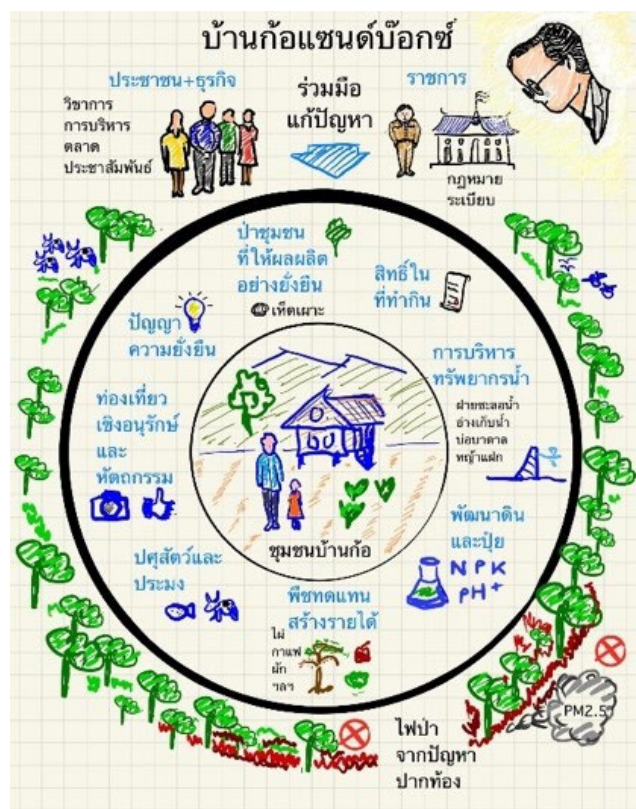 บ้านก้อแซนด์บ๊อกซ์
ประชาชน+ธุรกิจ
วิชาการ
การบริหาร
ตลาด
ประชาสัมพันธ์
ร่วมมือ
แก้ปัญหา
ราชการ
กฎหมาย
ระเบียบ
ป่าชุมชน
ที่ให้ผลผลิต
อย่างยั่งยืน
เห็ดเผาะ
สิทธิ์ใน
ที่ทำกิน
ปัญญา
ความยั่งยืน
การบริหาร
ทรัพยากรน้ำ
ฝายชะลอน้ำ
อ่างเก็บน้ำ
บ่อบาดาล
หญ้าแฝก
ท่องเที่ยว
เชิงอนุรักษ์
และ
หัตถกรรม
พัฒนาดิน
และปุ๋ย
NPK
pH+
ชุมชนบ้านก้อ
ปศุสัตว์และ
ประมง
พืชทดแทน
สร้างรายได้
ไผ่
กาแฟ
ผัก
ฯลฯ
PM2.5
ไฟป่า
จากปัญหา
ปากท้อง